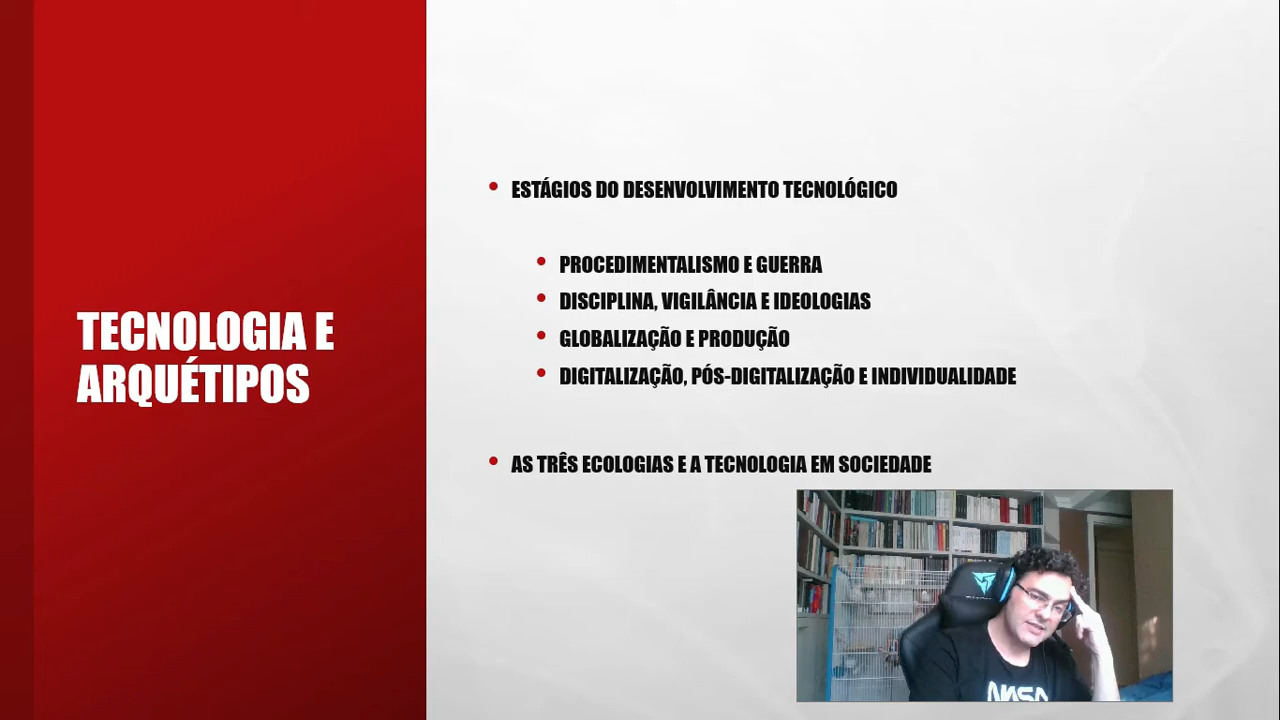 TECNOLOGIA E
ARQUÉTIPOS
ESTÁGIOS DO DESENVOLVIMENTO TECNOLÓGICO
PROCEDIMENTALISMO E GUERRA
DISCIPLINA, VIGILÂNCIA E IDEOLOGIAS
GLOBALIZAÇÃO E PRODUÇÃO
DIGITALIZAÇÃO, PÓS-DIGITALIZAÇÃO E INDIVIDUALIDADE
AS TRÊS ECOLOGIAS E A TECNOLOGIA EM SOCIEDADE